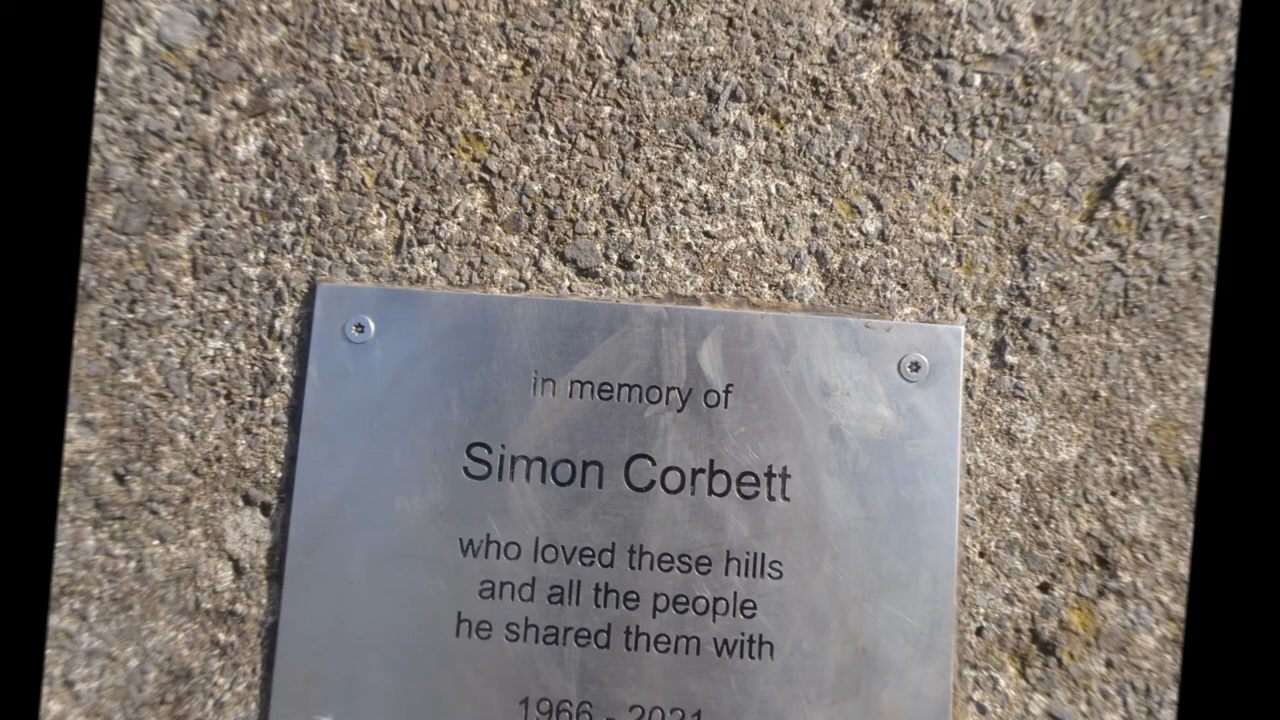 in memory of
Simon Corbett
who loved these hills
and all the people
he shared them with
1966 - 2021